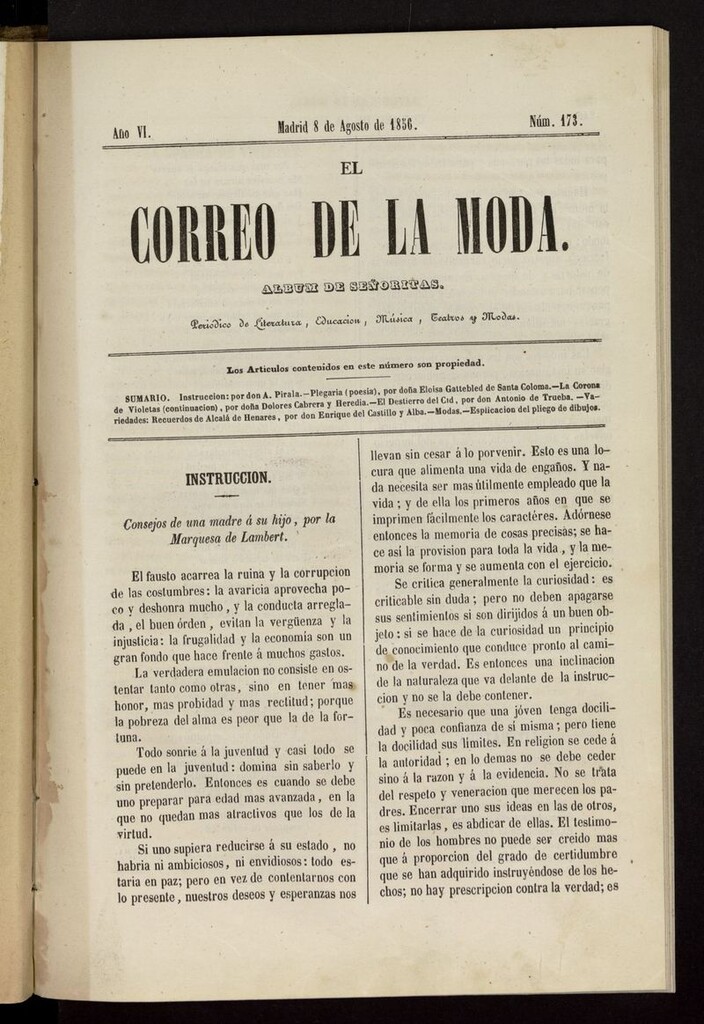 Año VI.
Madrid 8 de Agosto de 1856.
Núm. 173.
EL
CORREO DE LA MODA.
ALBUM DE SEÑORITAS.
Periodico de Literatura, Educacion, Música, Teatros y Modas.
Los Articulos contenidos en este número son propiedad.
SUMARIO. Instruccion: por don A. Pirala.—Plegaria (poesía), por doña Eloisa Gattebled de Santa Coloma.—La Corona
de Violetas (continuacion), por doña Dolores Cabrera y Heredia.—El Destierro del Cid, por don Antonio de Trueba.—Va-
riedades: Recuerdos de Alcalá de Henares, por don Enrique del Castillo y Alba.—Modas.—Esplicacion del pliego de dibujos.
INSTRUCCION.
Consejos de una madre á su hijo, por la
Marquesa de Lambert.
El fausto acarrea la ruina y la corrupcion
de las costumbres: la avaricia aprovecha po-
co y deshonra mucho, y la conducta arregla-
da, el buen órden, evitan la vergüenza y la
injusticia: la frugalidad y la economía son un
gran fondo que hace frente á muchos gastos.
La verdadera emulacion no consiste en os-
tentar tanto como otras, sino en tener mas
honor, mas probidad y mas rectitud; porque
la pobreza del alma es peor que la de la for-
tuna.
Todo sonrie á la juventud y casi todo se
puede en la juventud: domina sin saberlo y
sin pretenderlo. Entonces es cuando se debe
uno preparar para edad mas avanzada, en la
que no quedan mas atractivos que los de la
virtud.
Si uno supiera reducirse á su estado, no
habria ni ambiciosos, ni envidiosos: todo es-
taria en paz; pero en vez de contentarnos con
lo presente, nuestros deseos y esperanzas nos
llevan sin cesar á lo porvenir. Esto es una lo-
cura que alimenta una vida de engaños. Y na-
da necesita ser mas útilmente empleado que la
vida; y de ella los primeros años en que se
imprimen fácilmente los caractéres. Adórnese
entonces la memoria de cosas precisas; se ha-
ce así la provision para toda la vida, y la me-
moria se forma y se aumenta con el ejercicio.
Se critica generalmente la curiosidad: es
criticable sin duda; pero no deben apagarse
sus sentimientos si son dirijidos á un buen ob-
jeto: si se hace de la curiosidad un principio
de conocimiento que conduce pronto al cami-
no de la verdad. Es entonces una inclinacion
de la naturaleza que va delante de la instruc-
cion y no se la debe contener.
Es necesario que una jóven tenga docili-
dad y poca confianza de sí misma; pero tiene
la docilidad sus límites. En religion se cede á
la autoridad; en lo demas no se debe ceder
sino á la razon y á la evidencia. No se trata
del respeto y veneracion que merecen los pa-
dres. Encerrar uno sus ideas en las de otros,
es limitarlas, es abdicar de ellas. El testimo-
nio de los hombres no puede ser creido mas
que á proporcion del grado de certidumbre
que se han adquirido instruyéndose de los he-
chos; no hay prescripcion contra la verdad; es